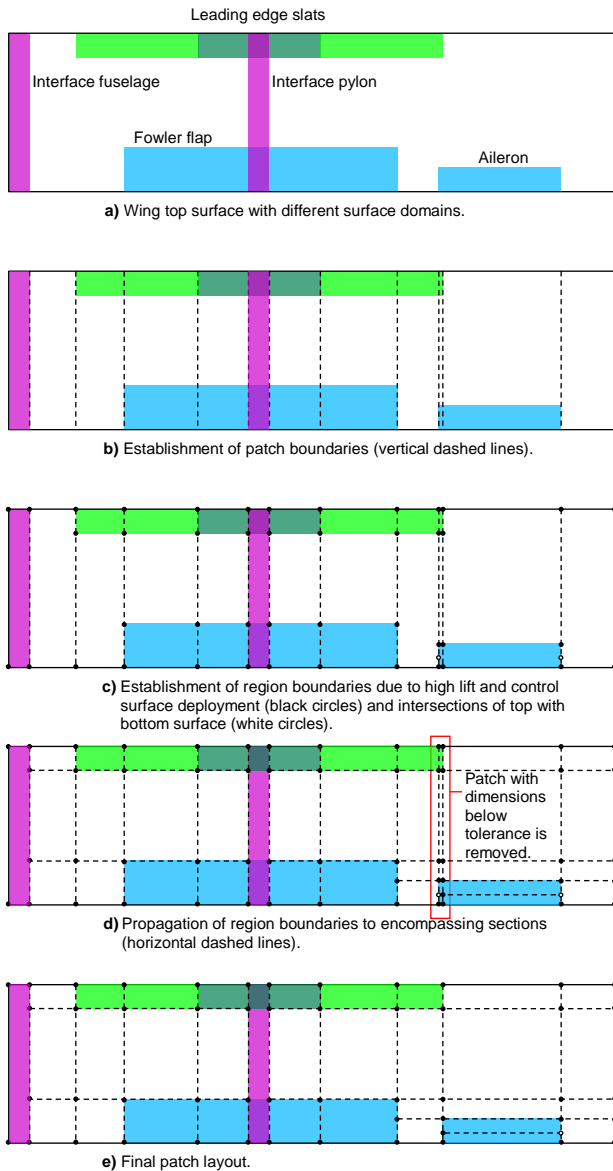 Leading edge slats
Interface fuselage
Interface pylon
Fowler flap
Aileron
a) Wing top surface with different surface domains.
b) Establishment of patch boundaries (vertical dashed lines).
c) Establishment of region boundaries due to high lift and control
surface deployment (black circles) and intersections of top with
bottom surface (white circles).
Patch with
dimensions
below
tolerance is
removed.
d) Propagation of region boundaries to encompassing sections
(horizontal dashed lines).
e) Final patch layout.